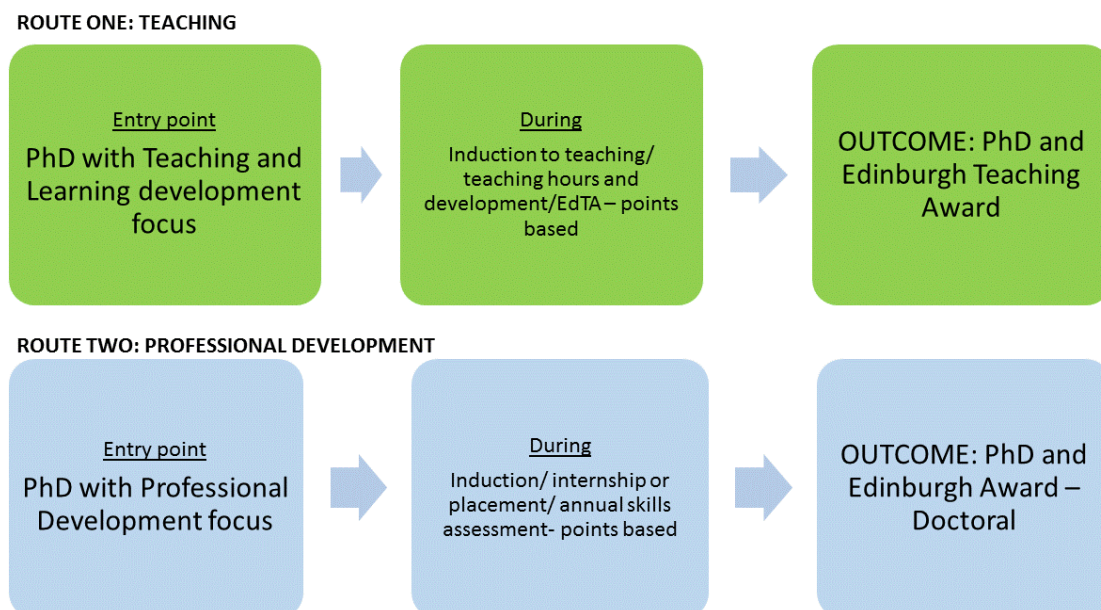 ROUTE ONE: TEACHING
Entry point
PhD with Teaching and
Learning development
focus
During
Induction to teaching/
teaching hours and
development/EdTA – points
based
OUTCOME: PhD and
Edinburgh Teaching
Award
ROUTE TWO: PROFESSIONAL DEVELOPMENT
Entry point
PhD with Professional
Development focus
During
Induction/ internship or
placement/ annual skills
assessment- points based
OUTCOME: PhD and
Edinburgh Award –
Doctoral